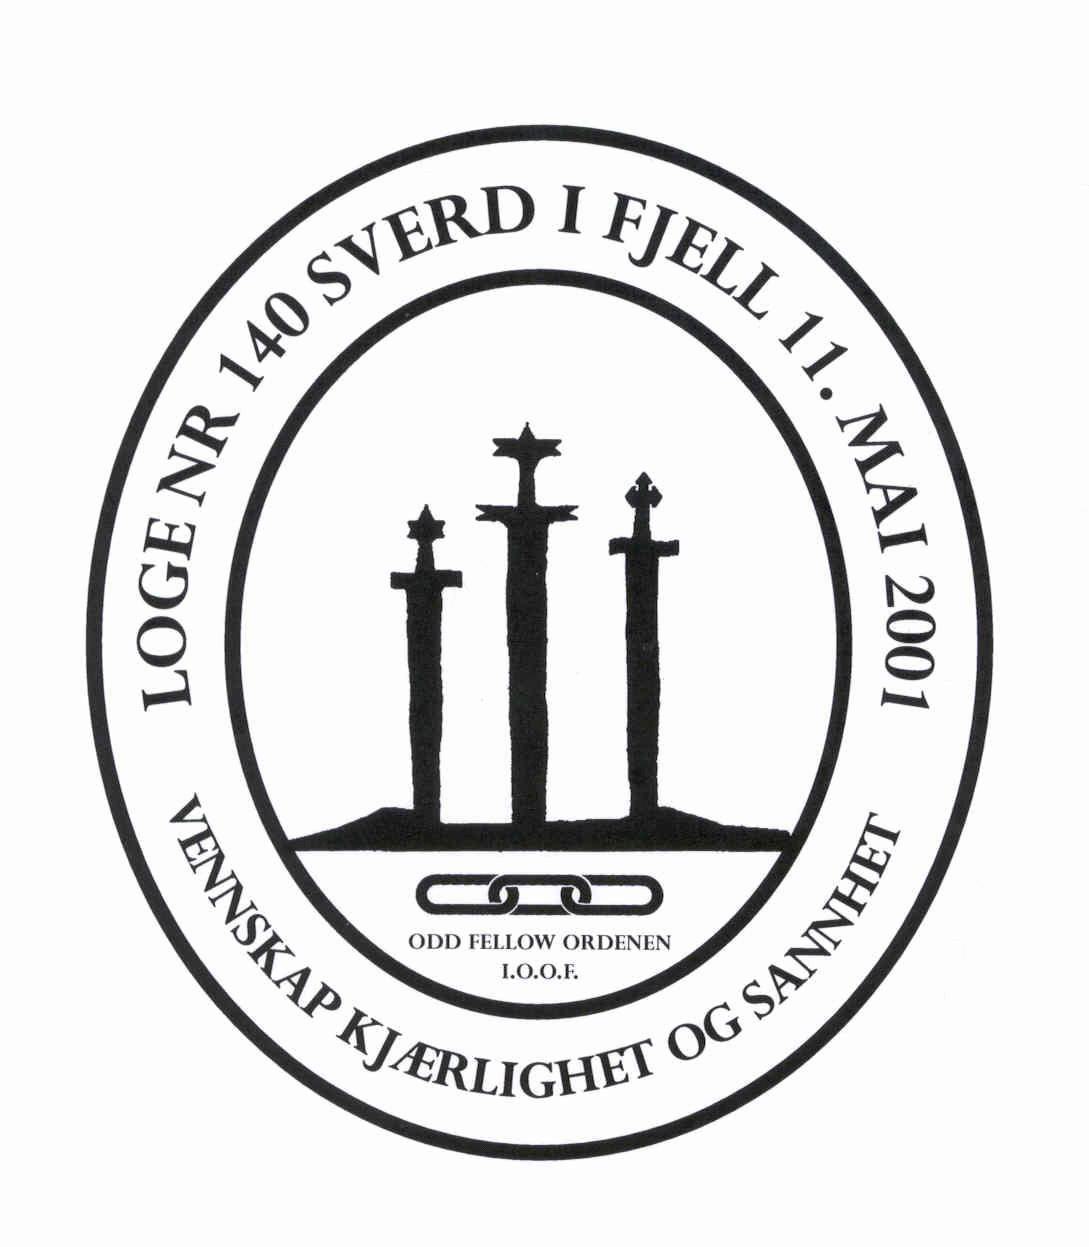 LOGE NR 140 SVERD I FJELL 11. MAI 2001
ODD FELLOW ORDENEN
I.O.O.F.
VENNSKAP KJÆRLIGHET OG SANNHET